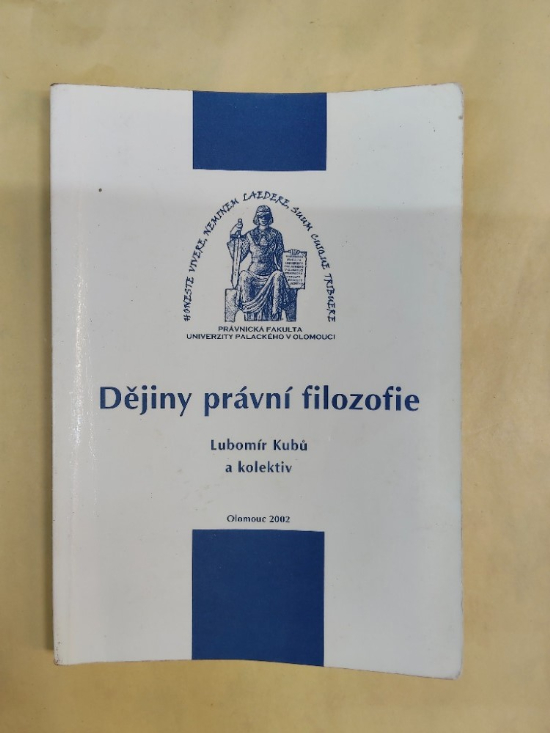 HONESTE VIVERE, NEMINEM LAEDERE, SUUM CUIQUE TRIBUERE
PRÁVNICKÁ FAKULTA
UNIVERZITY PALACKÉHO V OLOMOUCI
Dějiny právní filozofie
Lubomír Kubů
a kolektiv
Olomouc 2002